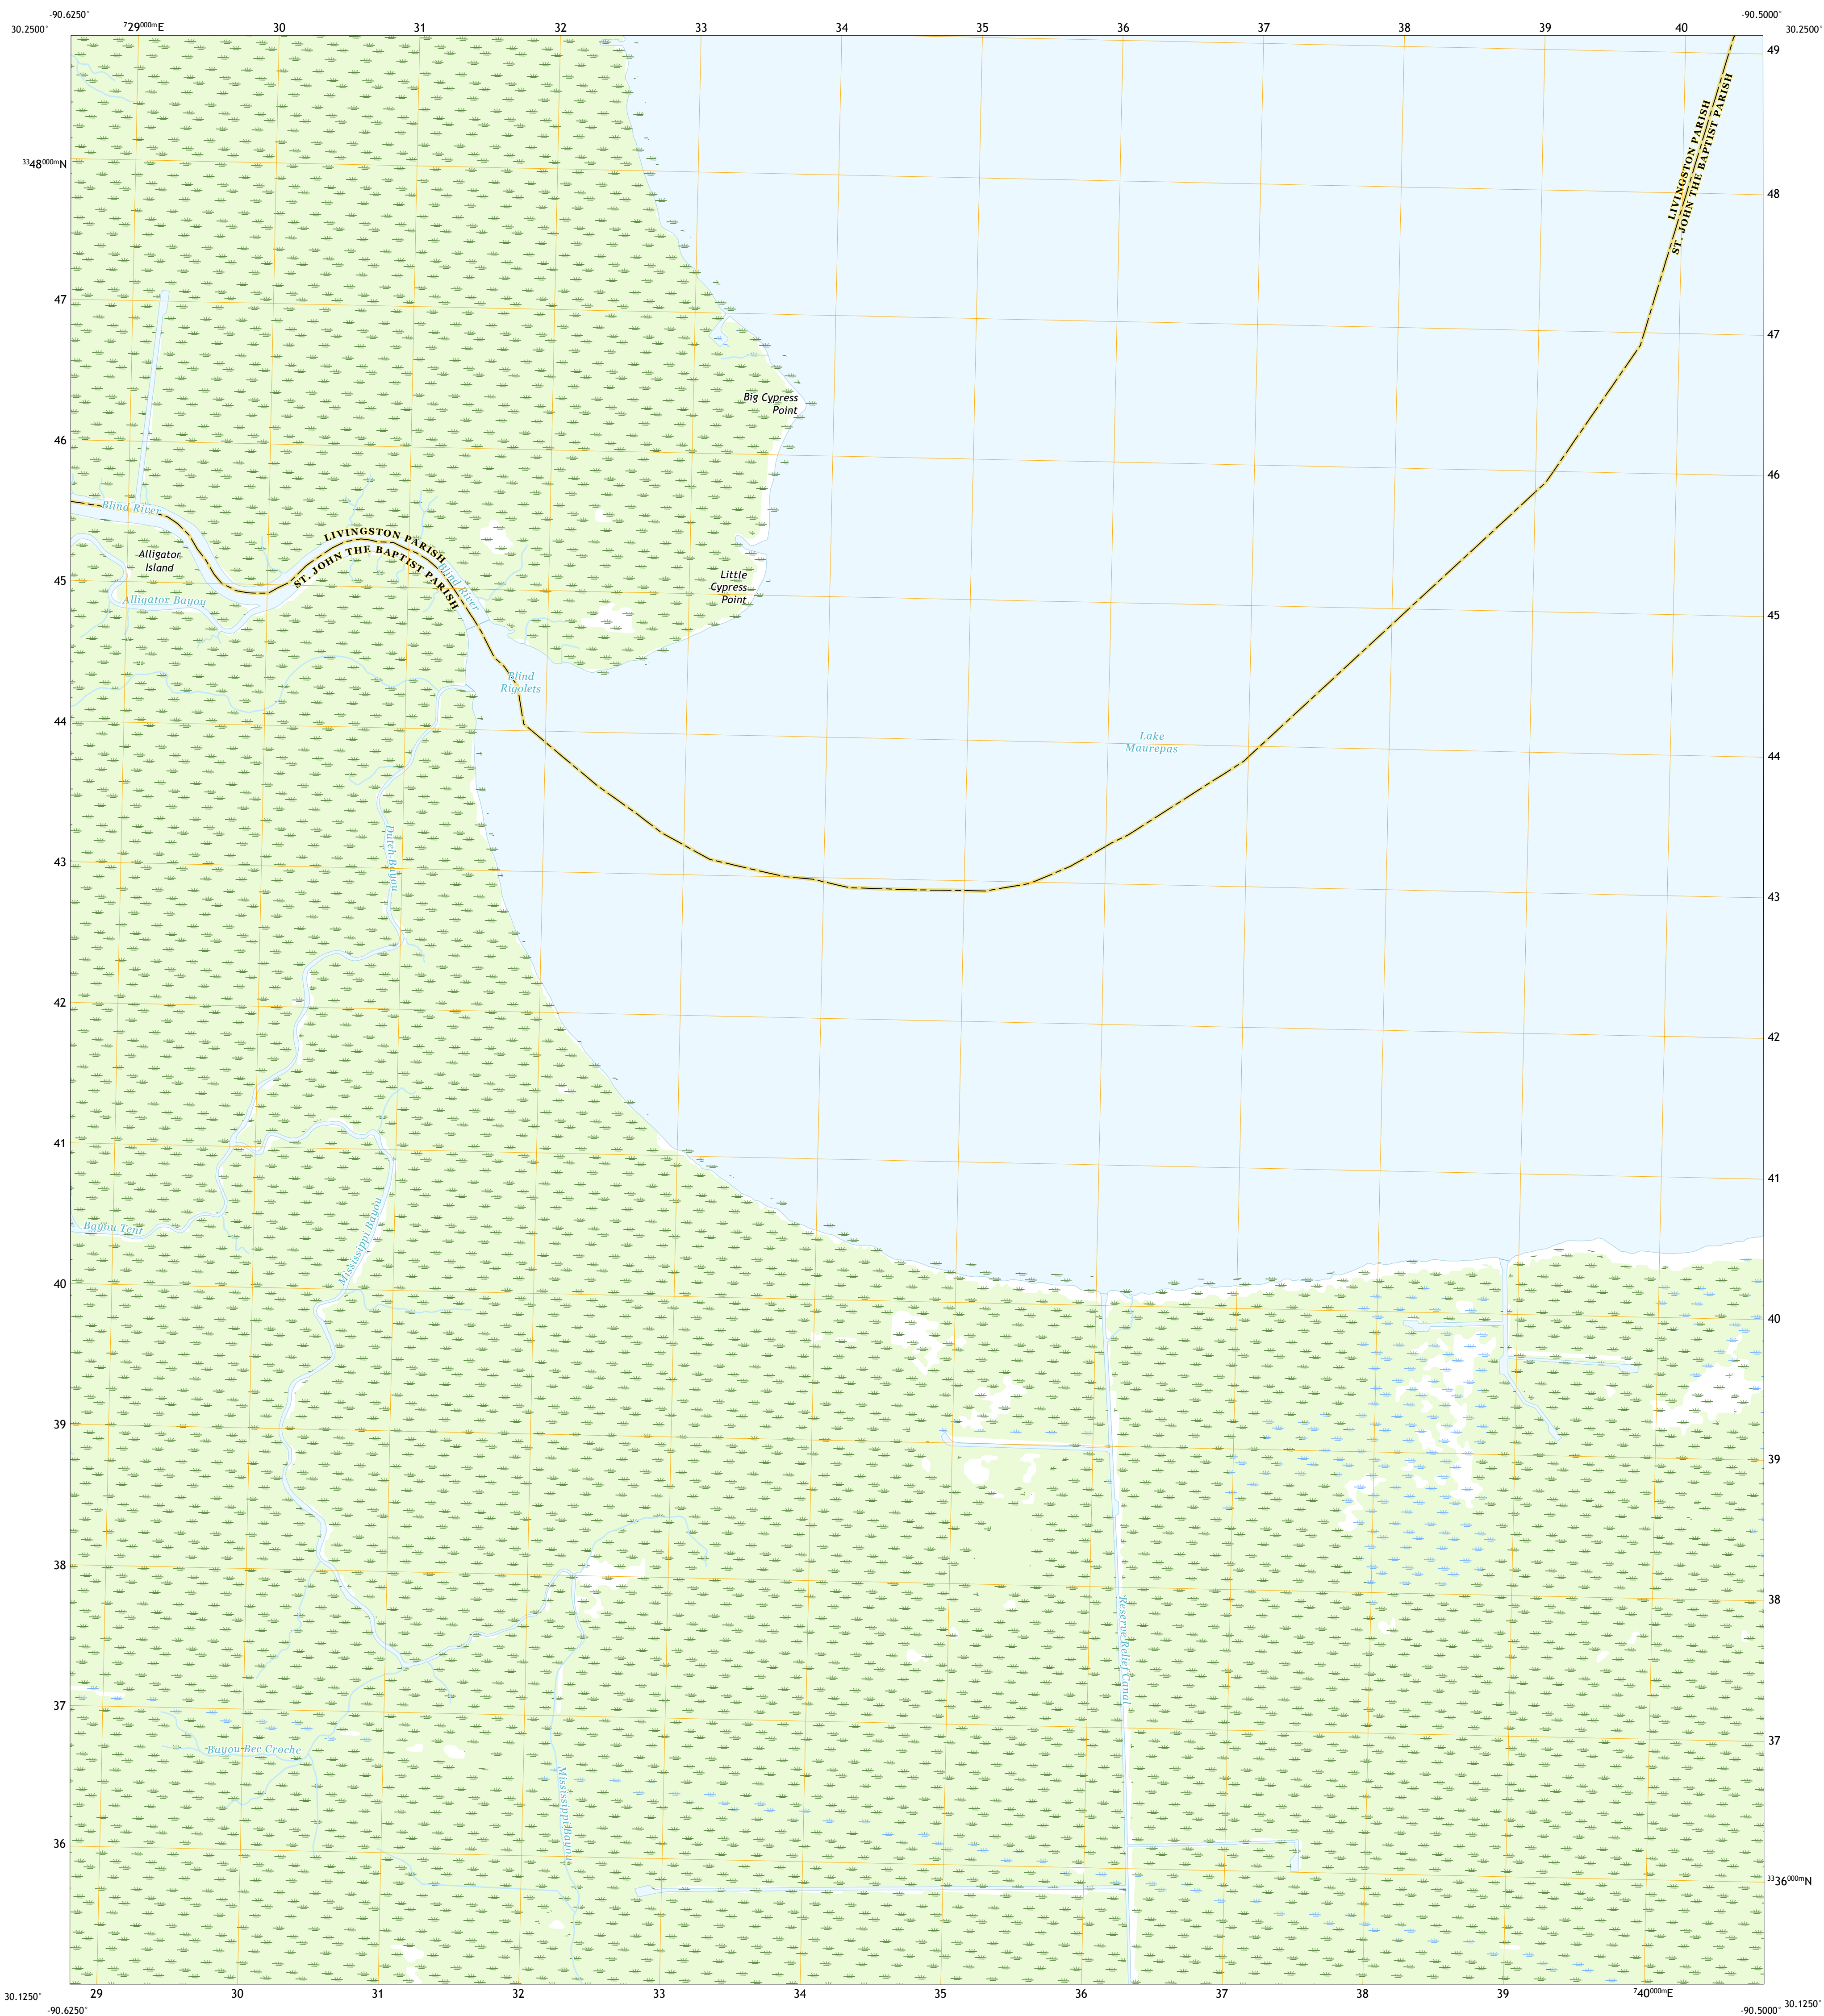 -90.6250°
-90.5000°
30.2500°
⁷29⁰⁰⁰ᵐE 30 31 32 33 34 35 36 37 38 39 40
30.2500°
49
LIVINGSTON PARISH
ST. JOHN THE BAPTIST PARISH
³³48⁰⁰⁰ᵐN
48
47
47
Big Cypress
Point
46
46
Blind River
LIVINGSTON PARISH
ST. JOHN THE BAPTIST PARISH
Blind River
Alligator
Island
Little
Cypress
Point
45
Alligator Bayou
45
Blind
Rigolets
44
Lake
Maurepas
44
Dutch Bayou
43
43
42
42
41
41
Bayou Tent
Mississippi Bayou
40
40
39
39
38
38
Reserve Relief Canal
37
37
Bayou Bec Croche
Mississippi Bayou
36
³³36⁰⁰⁰ᵐN
30.1250°
29 30 31 32 33 34 35 36 37 38 39 ⁷40⁰⁰⁰ᵐE
30.1250°
-90.6250°
-90.5000°